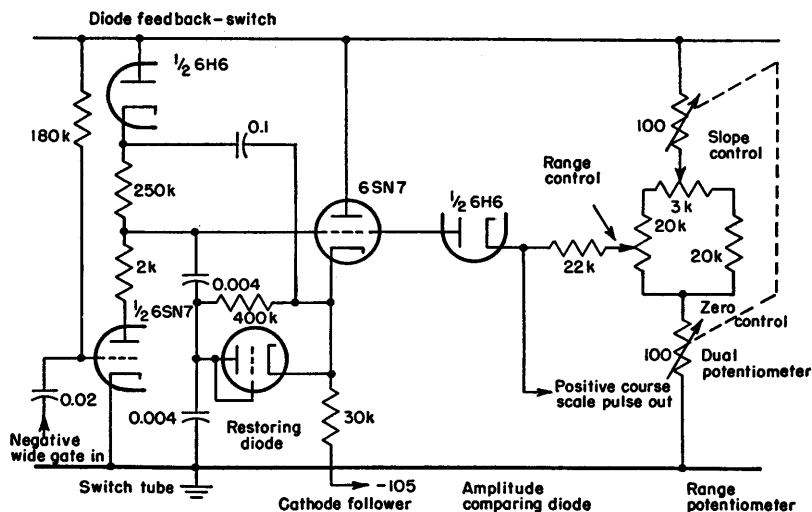 Diode feedback-switch
½ 6H6
180k
0.1
100
Slope
control
250k
6SN7
½ 6H6
Range
control
3k
20k
20k
2k
0.004
22k
½ 6SN7
400k
Zero
control
100
Dual
potentiometer
0.02
0.004
Restoring
diode
30k
Positive course
scale pulse out
Negative
wide gate in
Switch tube
-105
Cathode follower
Amplitude
comparing diode
Range
potentiometer